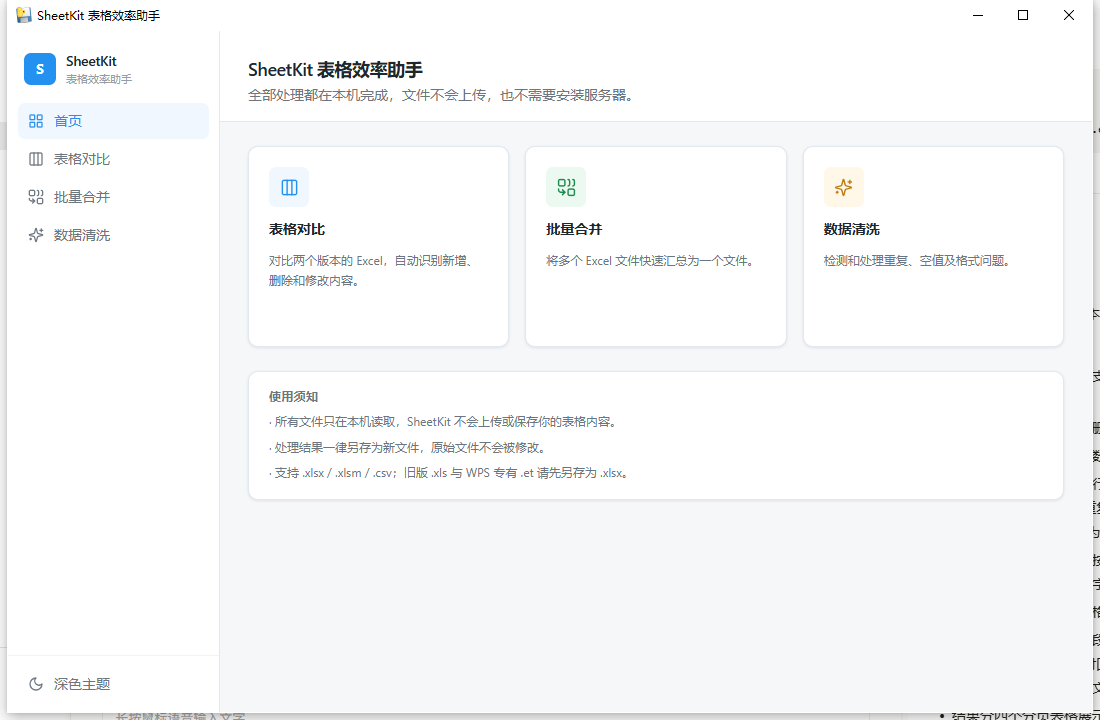 SheetKit 表格效率助手
S
SheetKit
表格效率助手
首页
表格对比
批量合并
数据清洗
深色主题
SheetKit 表格效率助手
全部处理都在本机完成，文件不会上传，也不需要安装服务器。
表格对比
对比两个版本的 Excel，自动识别新增、
删除和修改内容。
批量合并
将多个 Excel 文件快速汇总为一个文件。
数据清洗
检测和处理重复、空值及格式问题。
使用须知
· 所有文件只在本机读取，SheetKit 不会上传或保存你的表格内容。
· 处理结果一律另存为新文件，原始文件不会被修改。
· 支持 .xlsx / .xlsm / .csv；旧版 .xls 与 WPS 专有 .et 请先另存为 .xlsx。